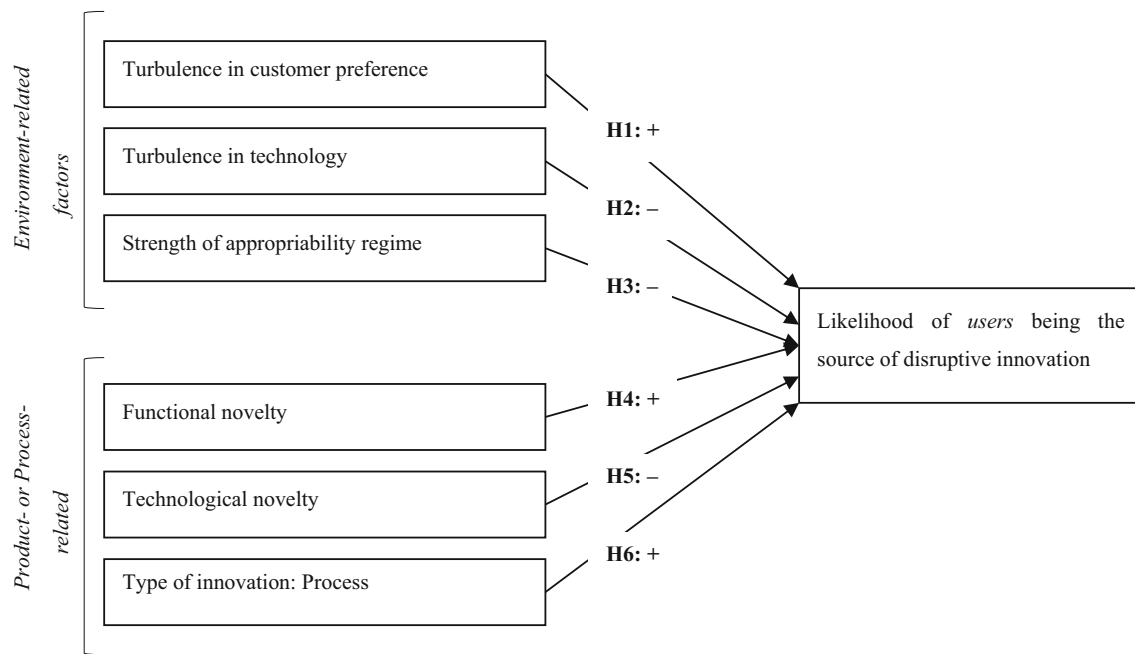 Environment-related
factors
Turbulence in customer preference
Turbulence in technology
Strength of appropriability regime
H1: +
H2: –
H3: –
Likelihood of users being the
source of disruptive innovation
Product- or Process-
related
Functional novelty
Technological novelty
Type of innovation: Process
H4: +
H5: –
H6: +